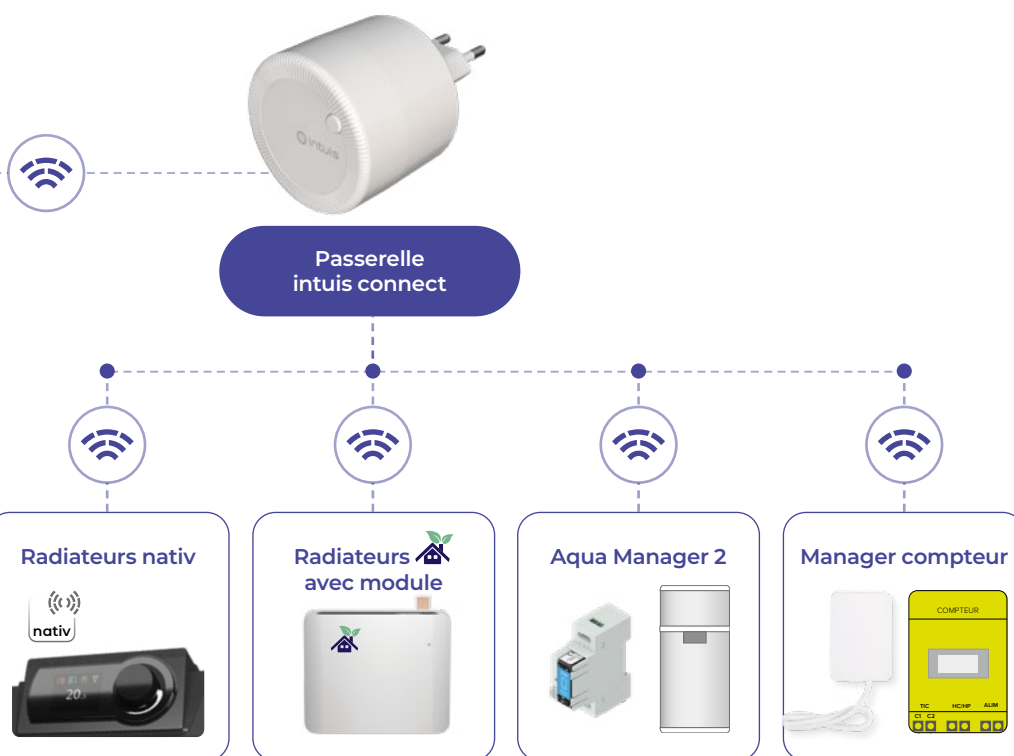 intuis
Passerelle
intuis connect
Radiateurs nativ
nativ
20.5
Radiateurs
avec module
Aqua Manager 2
Manager compteur
COMPTEUR
TIC HC/HP ALIM
C1 C2